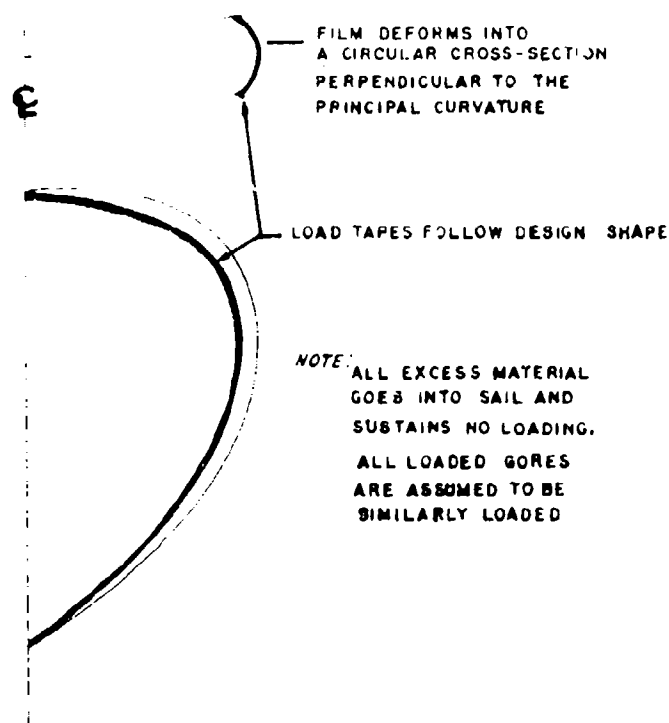 FILM DEFORMS INTO
A CIRCULAR CROSS-SECTION
PERPENDICULAR TO THE
PRINCIPAL CURVATURE
℄
LOAD TAPES FOLLOW DESIGN SHAPE
NOTE:
ALL EXCESS MATERIAL
GOES INTO SAIL AND
SUSTAINS NO LOADING.
ALL LOADED GORES
ARE ASSUMED TO BE
SIMILARLY LOADED